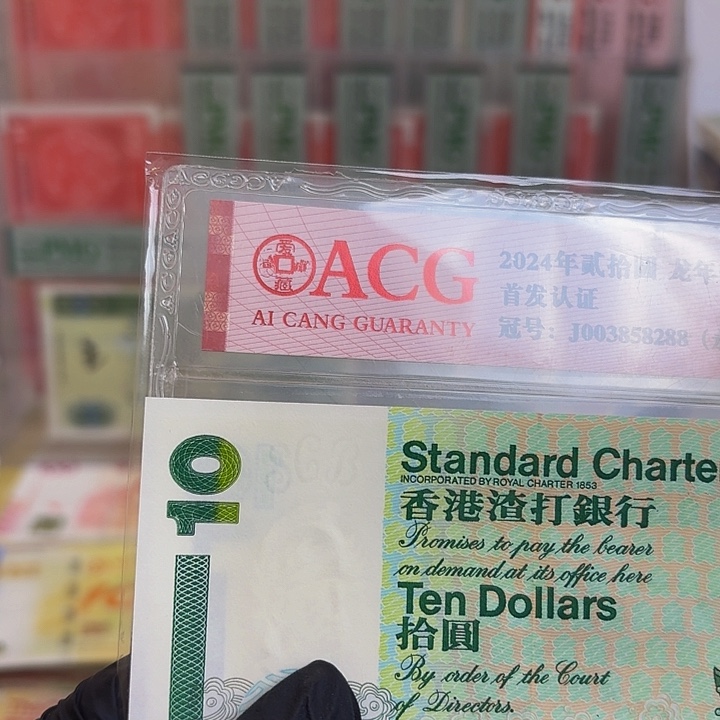 ACG
AI CANG GUARANTY
2024年贰拾圆 龙年
首发认证
冠号: J003858288
10
Standard Charte
INCORPORATED BY ROYAL CHARTER 1853
香港渣打銀行
Promises to pay the bearer
on demand at its office here
Ten Dollars
拾圓
By order of the Court
of Directors.